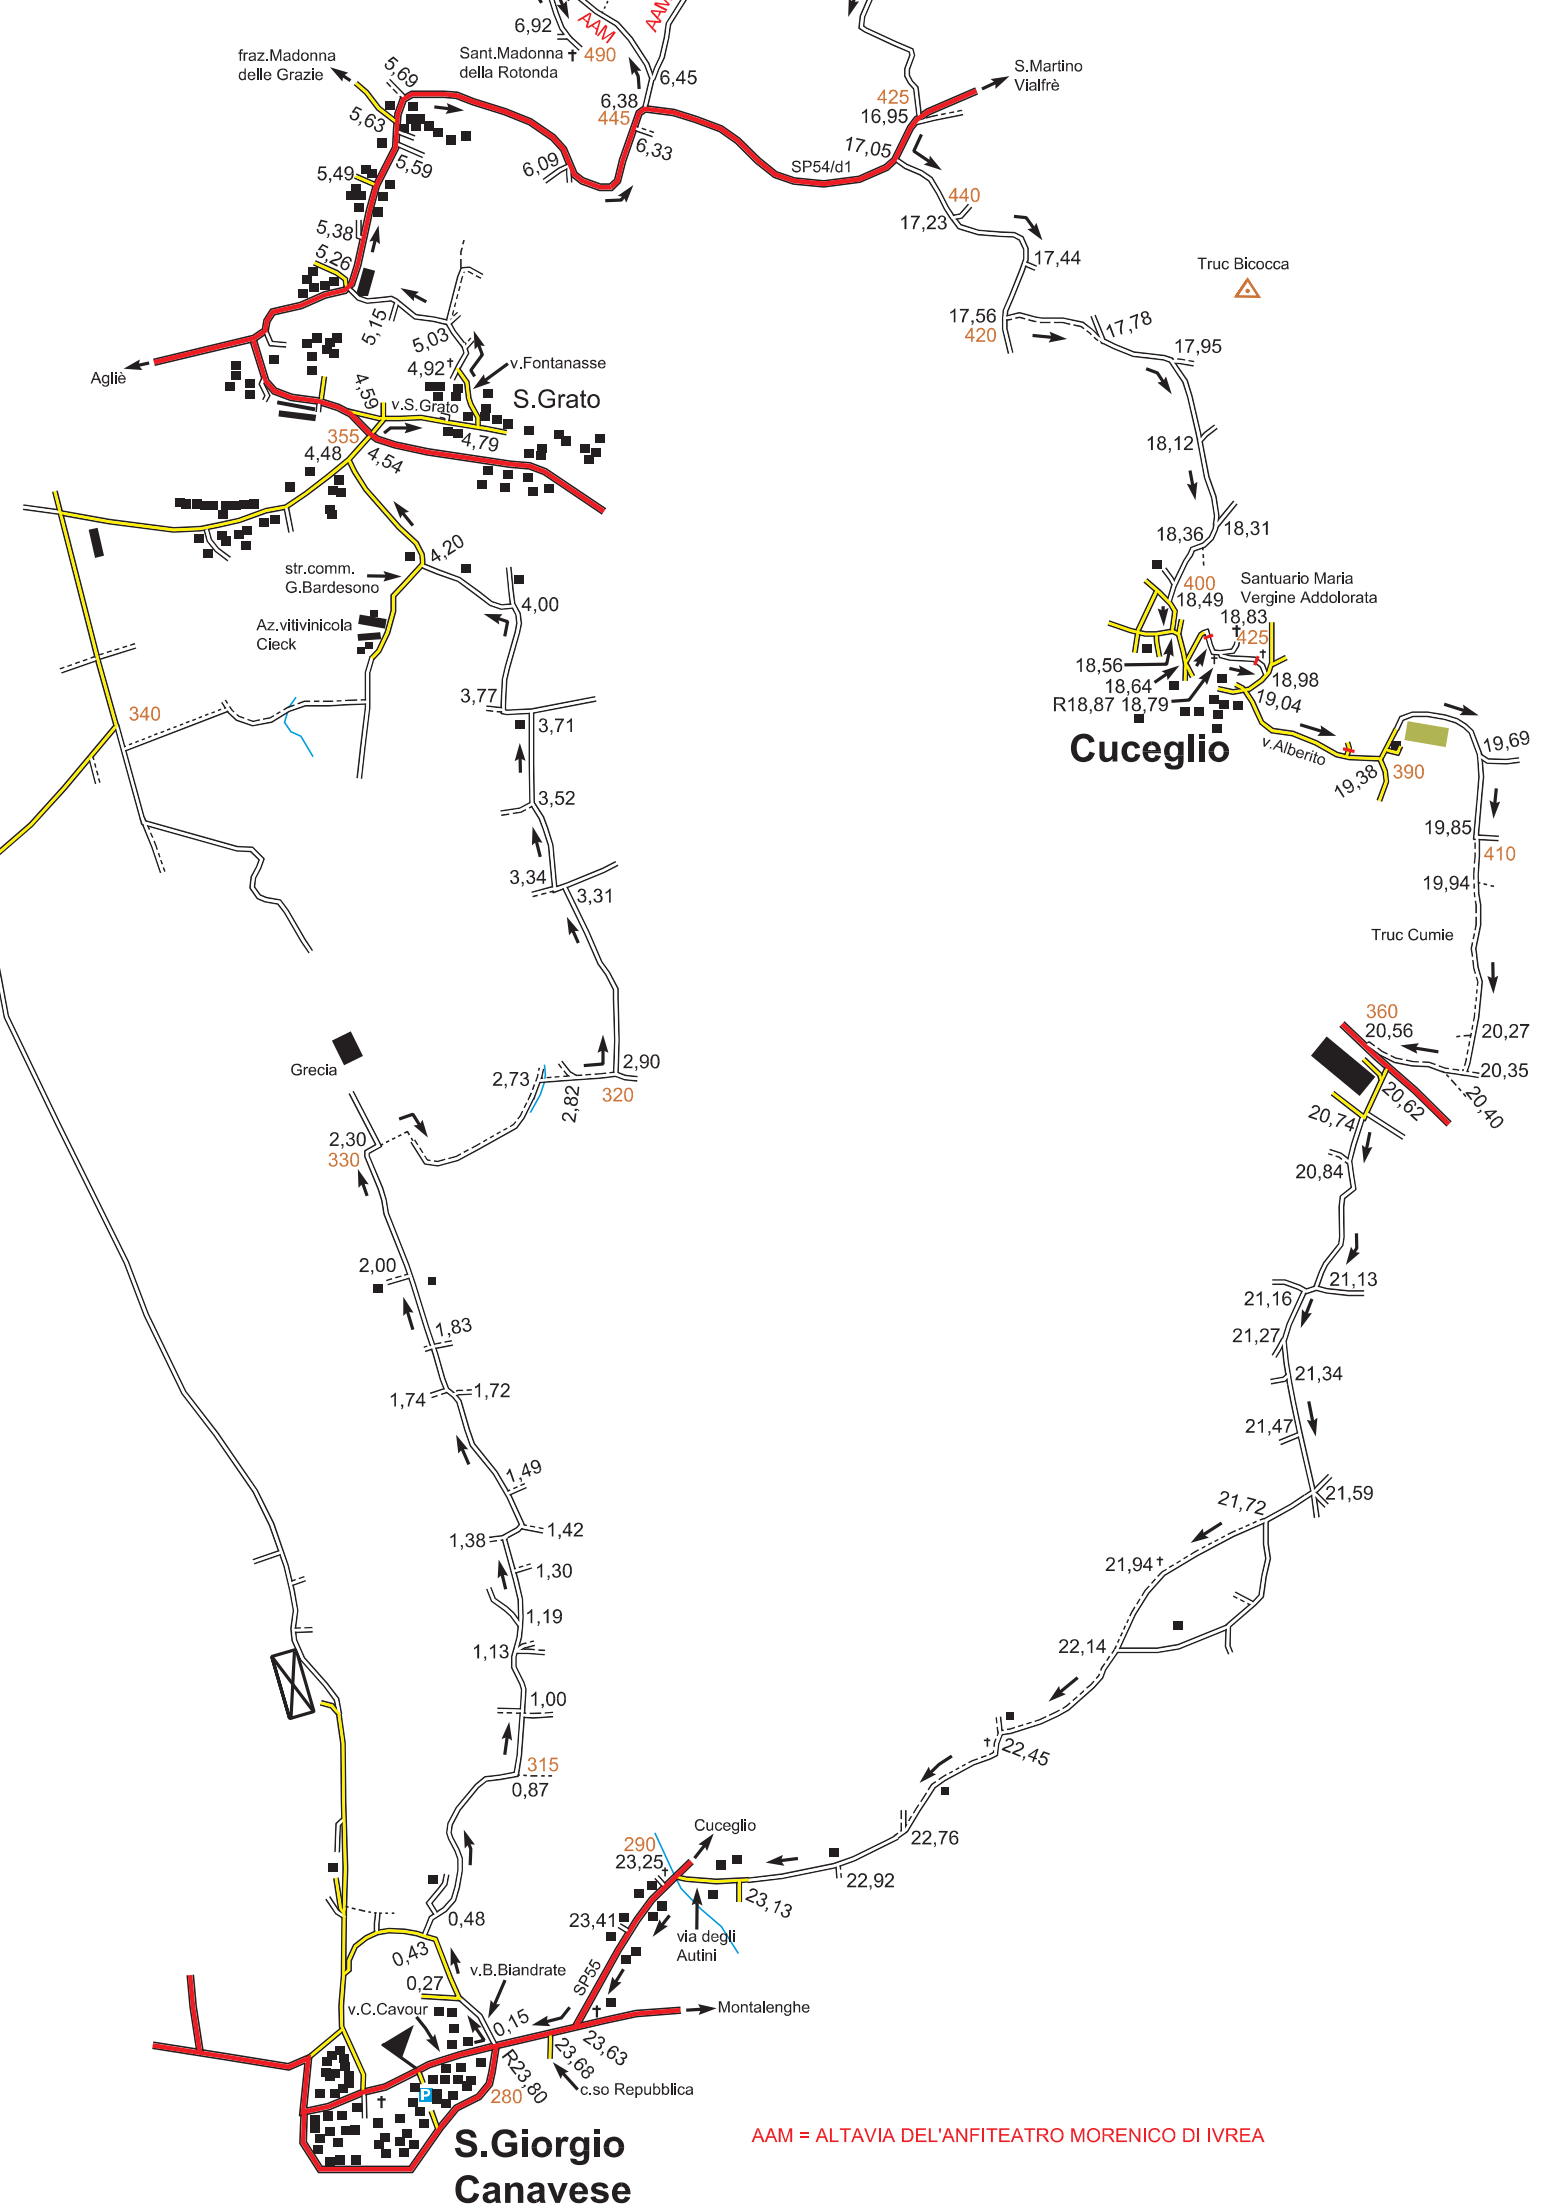 6,92
AAM
AAM
Sant.Madonna
della Rotonda
490
fraz.Madonna
delle Grazie
5,69
5,63
5,59
5,49
5,38
5,26
6,45
6,38
445
6,33
6,09
SP54/d1
S.Martino
Vialfrè
425
16,95
17,05
440
17,23
17,44
Truc Bicocca
17,56
420
17,78
17,95
18,12
5,15
5,03
4,92
v.Fontanasse
Agliè
4,59
v.S.Grato
S.Grato
355
4,79
4,48
4,54
18,36
18,31
400
18,49
Santuario Maria
Vergine Addolorata
18,83
425
18,56
18,64
R18,87
18,79
18,98
19,04
Cuceglio
v.Alberito
19,38
390
19,69
19,85
410
19,94
Truc Cumie
str.comm.
G.Bardesono
4,20
4,00
Az.vitivinicola
Cieck
340
3,77
3,71
3,52
3,34
3,31
Grecia
2,73
2,82
2,90
320
2,30
330
360
20,56
20,27
20,35
20,40
20,62
20,74
20,84
2,00
1,83
1,74
1,72
21,13
21,16
21,27
21,34
21,47
21,59
21,72
21,94
22,14
1,49
1,38
1,42
1,30
1,19
1,13
1,00
315
0,87
22,45
22,76
22,92
Cuceglio
290
23,25
23,13
23,41
via degli
Autini
SP55
0,48
0,43
0,27
v.B.Biandrate
v.C.Cavour
0,15
Montalenghe
23,63
23,68
R23,80
c.so Repubblica
280
P
S.Giorgio
Canavese
AAM = ALTAVIA DEL'ANFITEATRO MORENICO DI IVREA